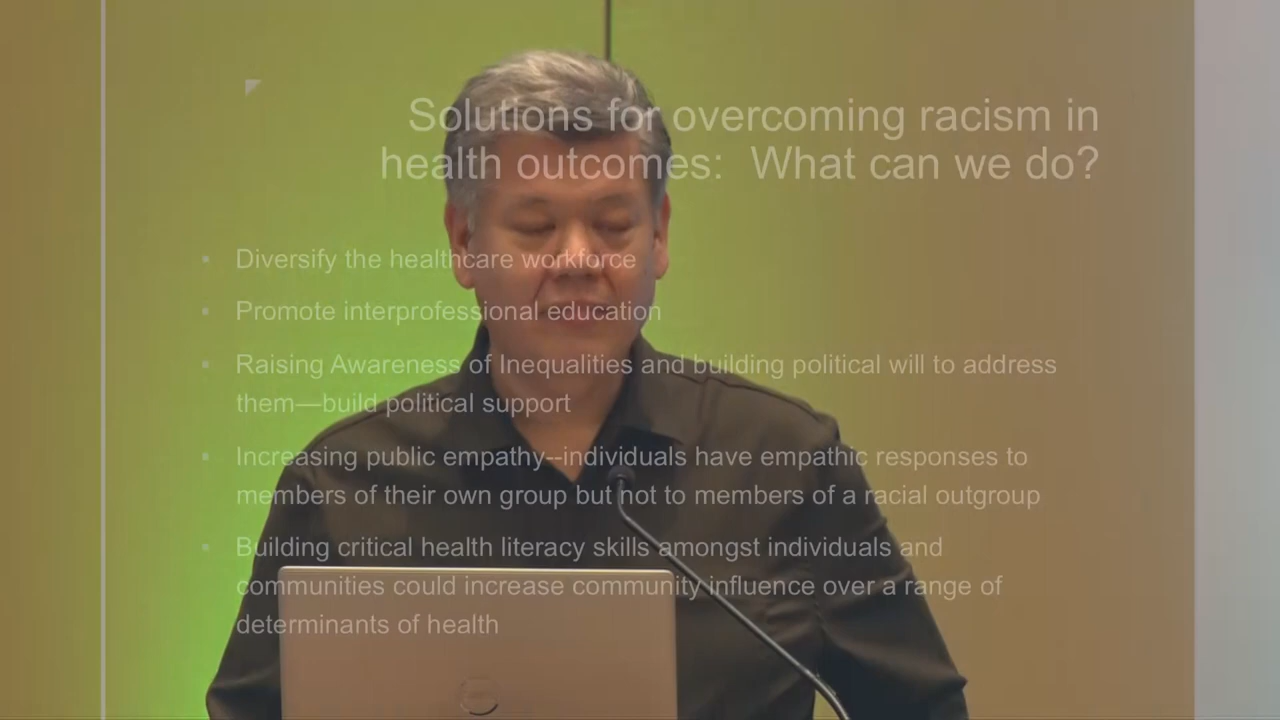 Solutions for overcoming racism in
health outcomes:  What can we do?
Diversify the healthcare workforce
Promote interprofessional education
Raising Awareness of Inequalities and building political will to address
them—build political support
Increasing public empathy--individuals have empathic responses to
members of their own group but not to members of a racial outgroup
Building critical health literacy skills amongst individuals and
communities could increase community influence over a range of
determinants of health